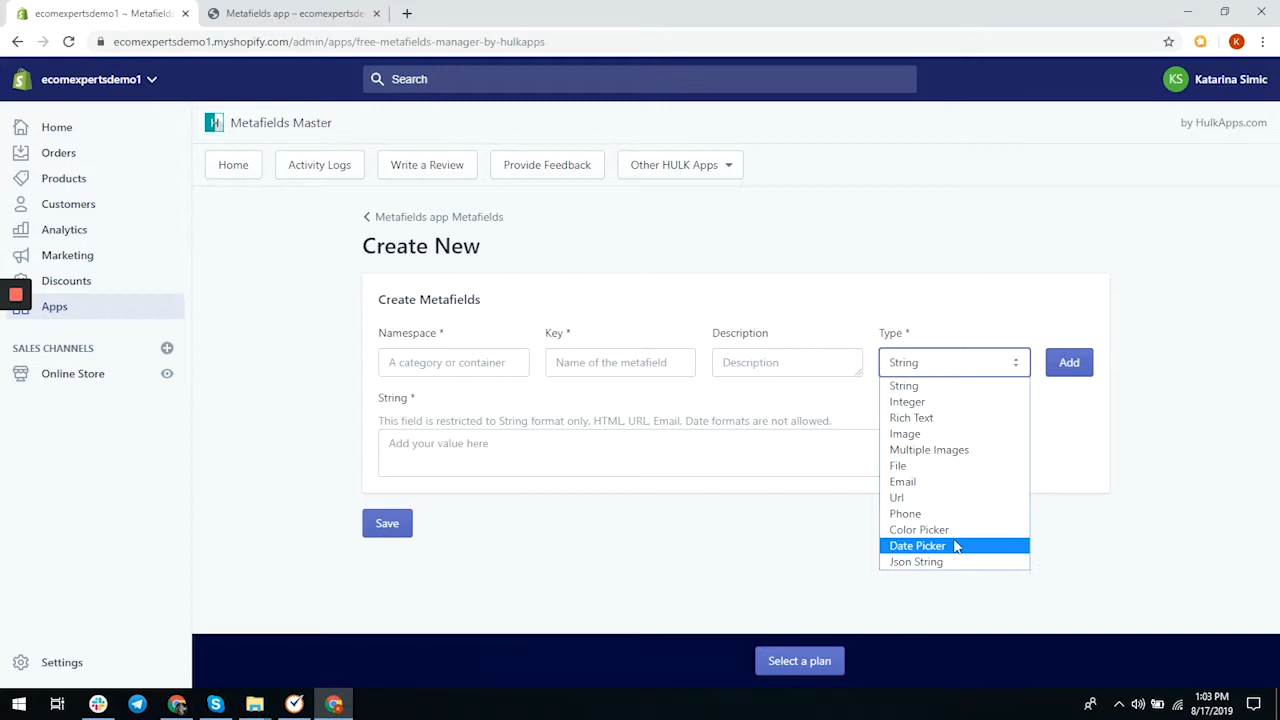 ecomexpertsdemo1 ~ Metafields
Metafields app – ecomexpertsde
ecomexpertsdemo1.myshopify.com/admin/apps/free-metafields-manager-by-hulkapps
K
ecomexpertsdemo1
Search
KS
Katarina Simic
Home
Orders
Products
Customers
Analytics
Marketing
Discounts
Apps
SALES CHANNELS
Online Store
Settings
H
Metafields Master
by HulkApps.com
Home
Activity Logs
Write a Review
Provide Feedback
Other HULK Apps
Metafields app Metafields
Create New
Create Metafields
Namespace *
Key *
Description
Type *
A category or container
Name of the metafield
Description
String
Add
String *
This field is restricted to String format only, HTML, URL, Email, Date formats are not allowed.
Add your value here
String
Integer
Rich Text
Image
Multiple Images
File
Email
Url
Phone
Color Picker
Date Picker
Json String
Save
Select a plan
1:03 PM
8/17/2019